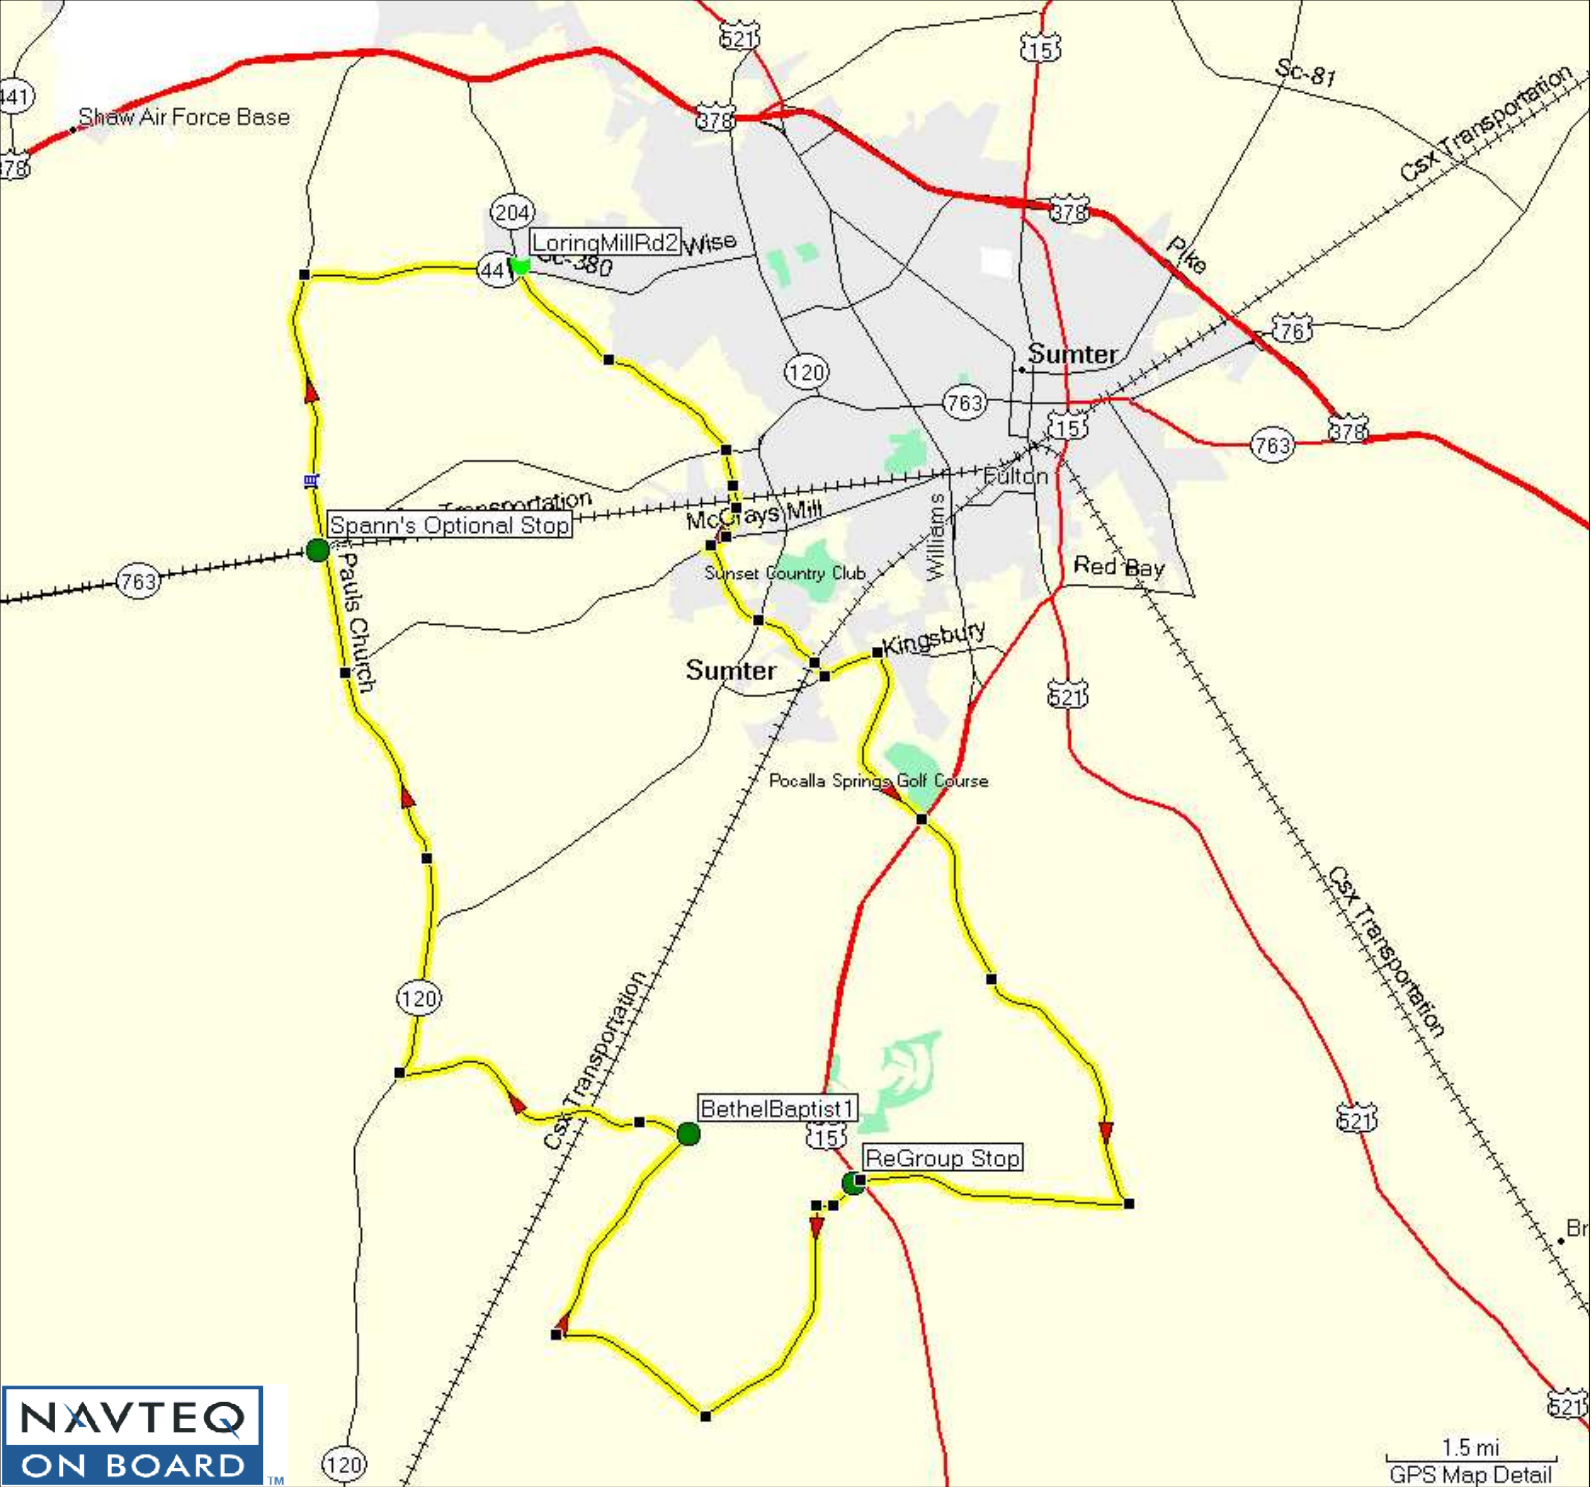 521
15
Sc-81
Csx Transportation
441
Shaw Air Force Base
378
378
378
Pike
204
LoringMillRd2
Wise
Sc-380
441
76
Sumter
120
763
15
378
763
Fulton
Transportation
Spann's Optional Stop
McCrays Mill
Williams
763
Pauls Church
Sunset Country Club
Red Bay
Kingsbury
Sumter
521
Pocalla Springs Golf Course
Csx Transportation
120
Csx Transportation
BethelBaptist1
15
521
ReGroup Stop
Br
521
120
NAVTEQ
ON BOARD
TM
1.5 mi
GPS Map Detail